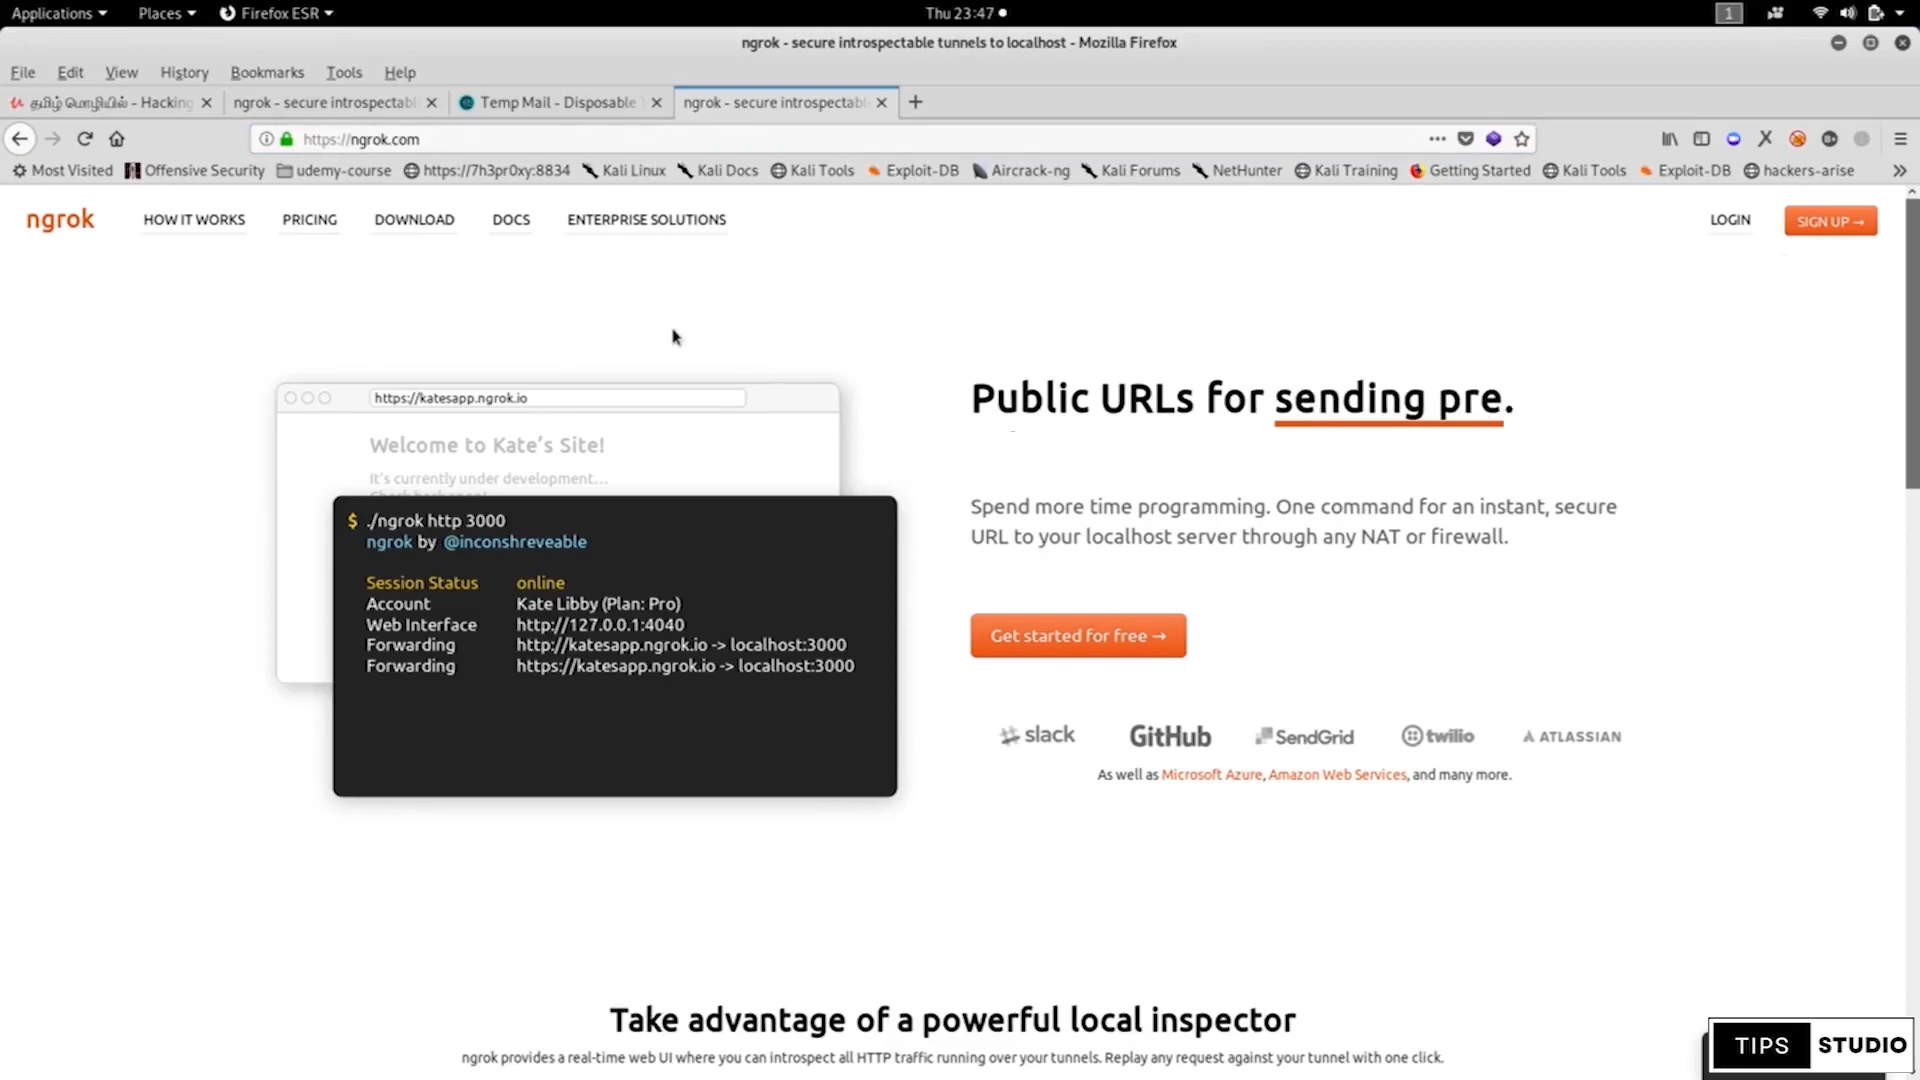 Applications Places Firefox ESR Thu 23:47 1
ngrok - secure introspectable tunnels to localhost - Mozilla Firefox
File Edit View History Bookmarks Tools Help
தமிழ் மொழியில் - Hacking ngrok - secure introspectabl Temp Mail - Disposable ngrok - secure introspectabl
https://ngrok.com
Most Visited Offensive Security udemy-course https://7h3pr0xy:8834 Kali Linux Kali Docs Kali Tools Exploit-DB Aircrack-ng Kali Forums NetHunter Kali Training Getting Started Kali Tools Exploit-DB hackers-arise
ngrok HOW IT WORKS PRICING DOWNLOAD DOCS ENTERPRISE SOLUTIONS LOGIN SIGN UP →
https://katesapp.ngrok.io
Welcome to Kate's Site!
It's currently under development...
$ ./ngrok http 3000
ngrok by @inconshreveable
Session Status online
Account Kate Libby (Plan: Pro)
Web Interface http://127.0.0.1:4040
Forwarding http://katesapp.ngrok.io -> localhost:3000
Forwarding https://katesapp.ngrok.io -> localhost:3000
Public URLs for sending pre.
Spend more time programming. One command for an instant, secure
URL to your localhost server through any NAT or firewall.
Get started for free →
slack GitHub SendGrid twilio ATLASSIAN
As well as Microsoft Azure, Amazon Web Services, and many more.
Take advantage of a powerful local inspector
ngrok provides a real-time web UI where you can introspect all HTTP traffic running over your tunnels. Replay any request against your tunnel with one click.
TIPS STUDIO